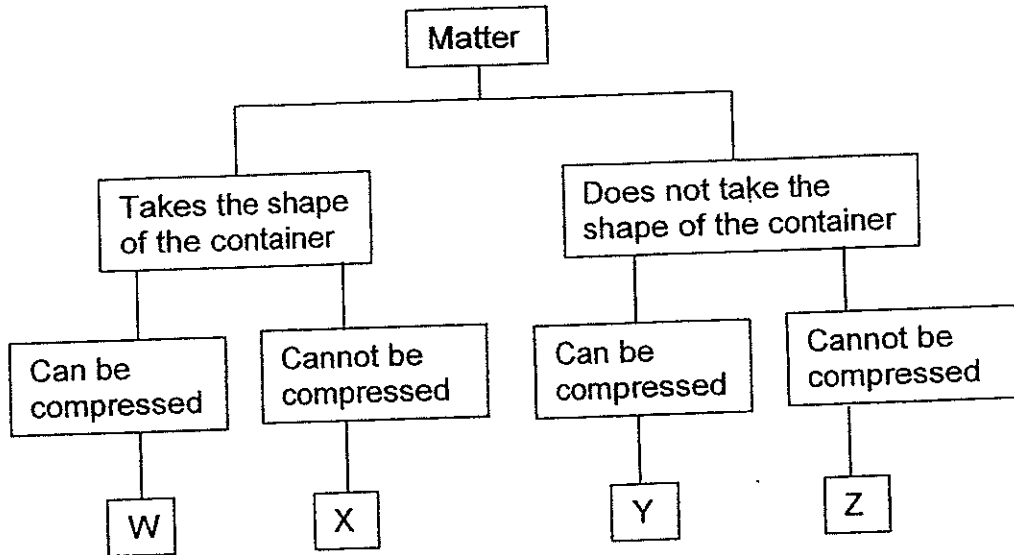 Matter
Takes the shape
of the container
Does not take the
shape of the container
Can be
compressed
Cannot be
compressed
Can be
compressed
Cannot be
compressed
W
X
Y
Z